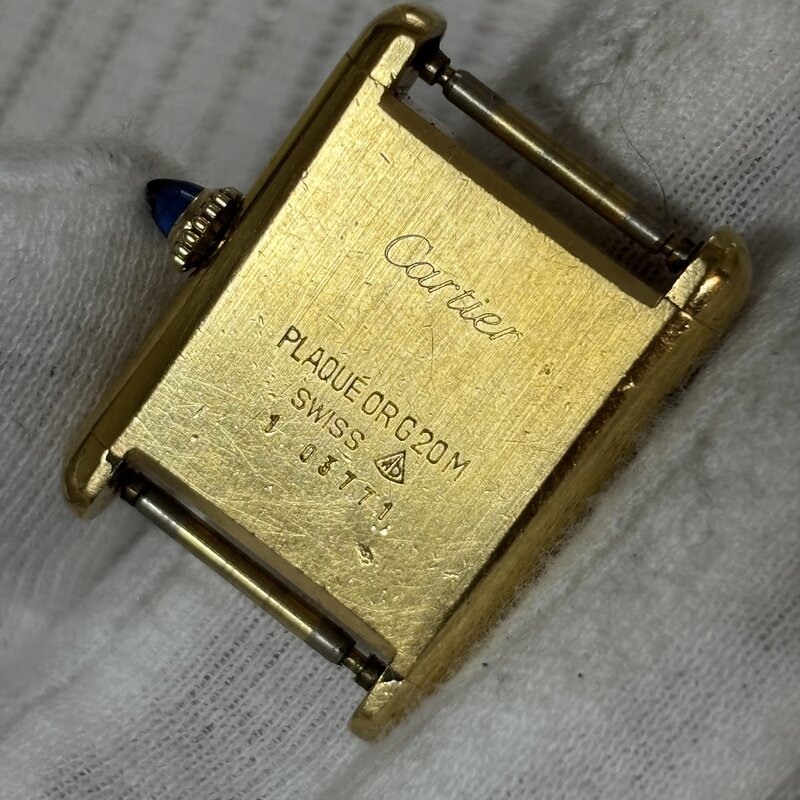 Cartier
PLAQUÉ OR G 20 M
SWISS
1 03771